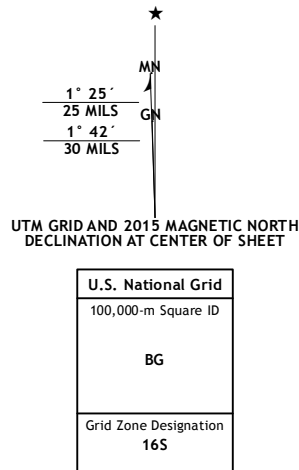 MN
1° 25´
25 MILS
GN
1° 42´
30 MILS
UTM GRID AND 2015 MAGNETIC NORTH
DECLINATION AT CENTER OF SHEET
U.S. National Grid
100,000-m Square ID
BG
Grid Zone Designation
16S